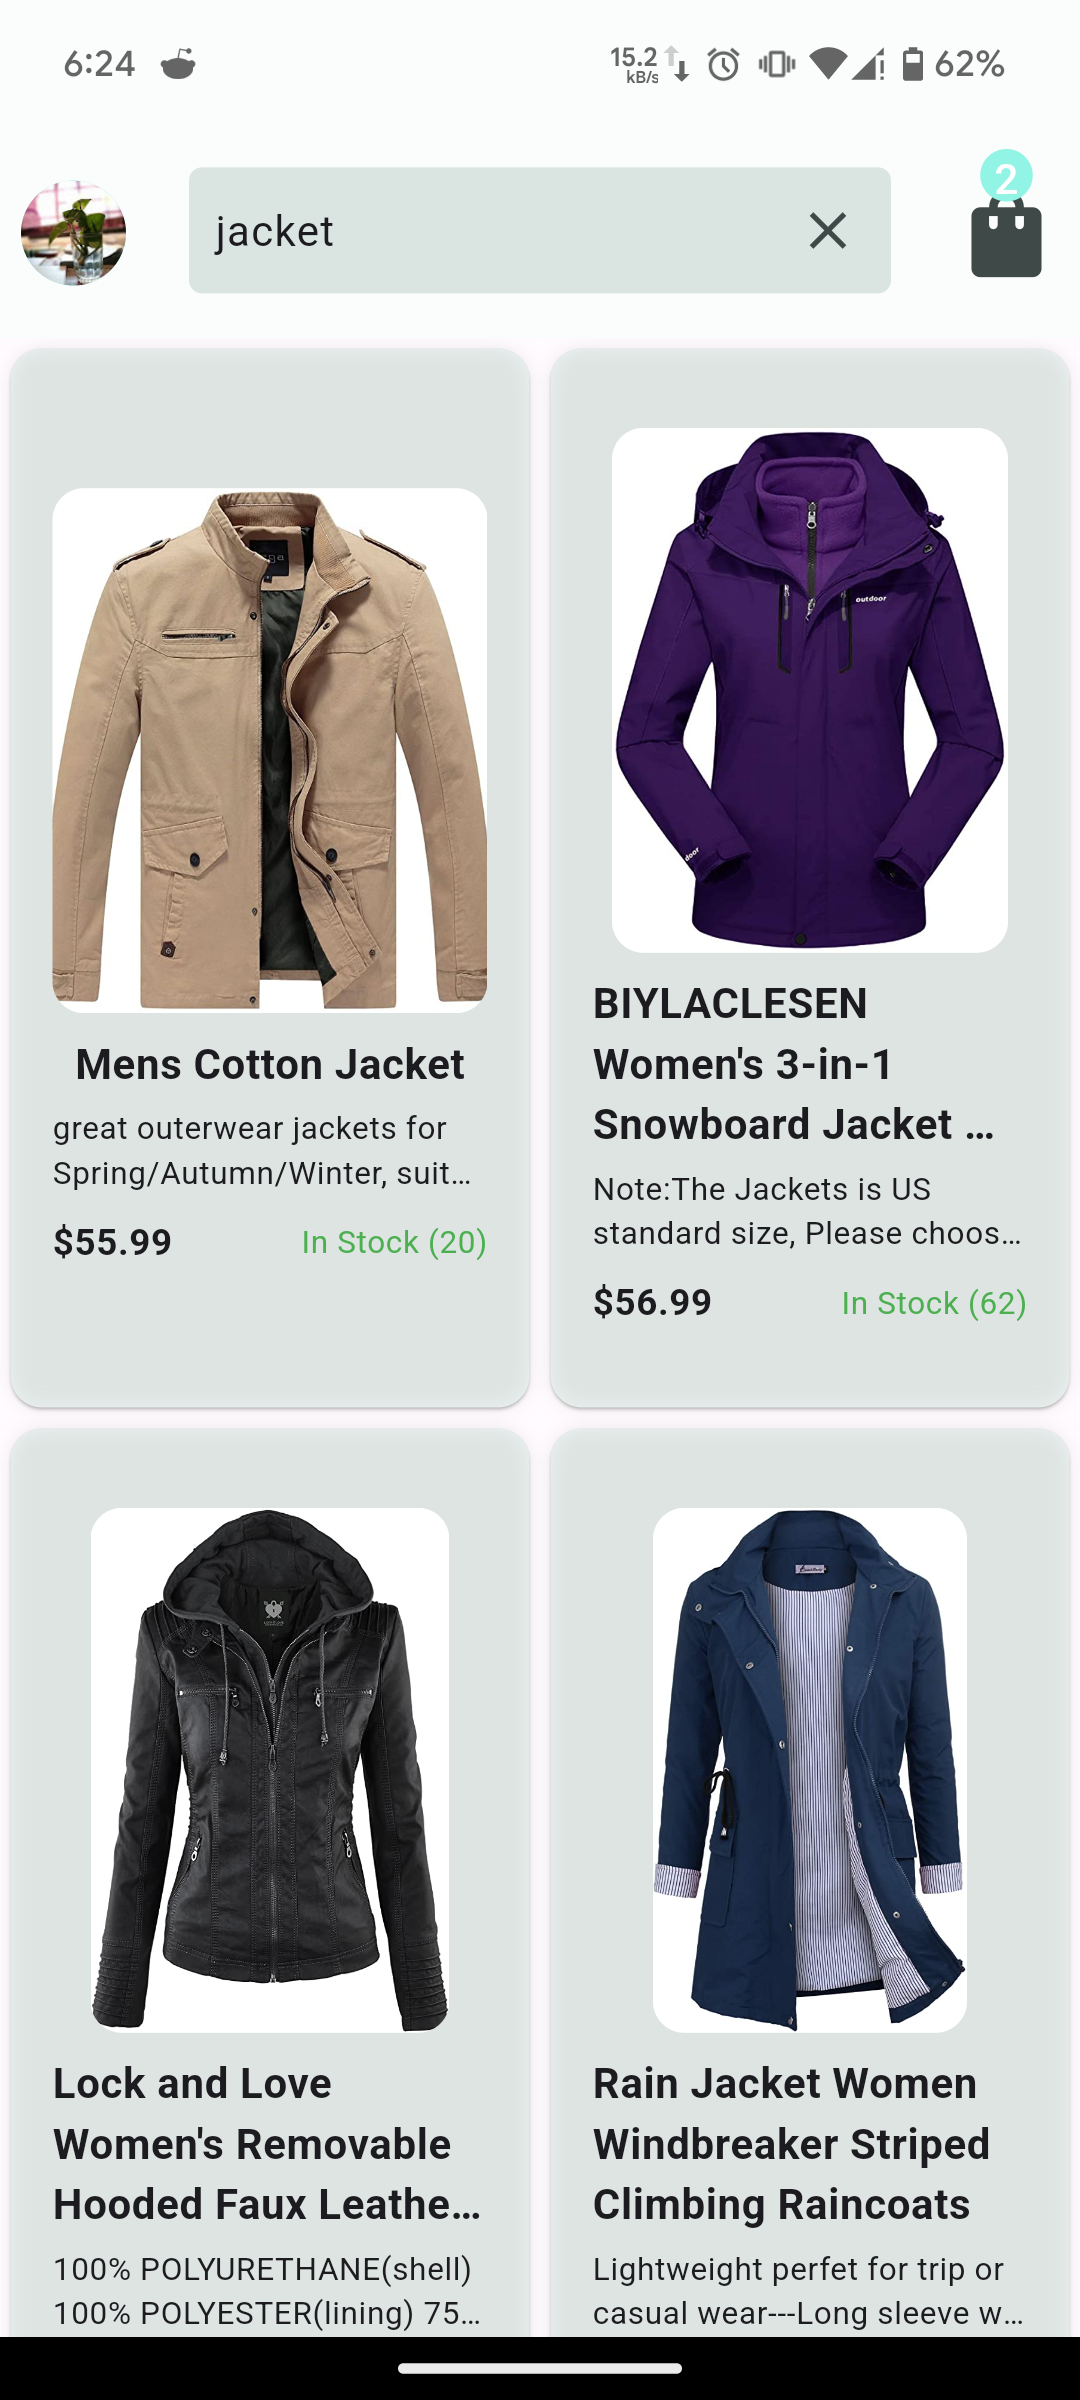 6:24
15.2
kB/s
62%
jacket
2
outdoor
door
Mens Cotton Jacket
great outerwear jackets for
Spring/Autumn/Winter, suit…
$55.99
In Stock (20)
BIYLACLESEN
Women's 3-in-1
Snowboard Jacket …
Note:The Jackets is US
standard size, Please choos…
$56.99
In Stock (62)
Lock and Love
Women's Removable
Hooded Faux Leathe…
100% POLYURETHANE(shell)
100% POLYESTER(lining) 75…
Rain Jacket Women
Windbreaker Striped
Climbing Raincoats
Lightweight perfet for trip or
casual wear---Long sleeve w…